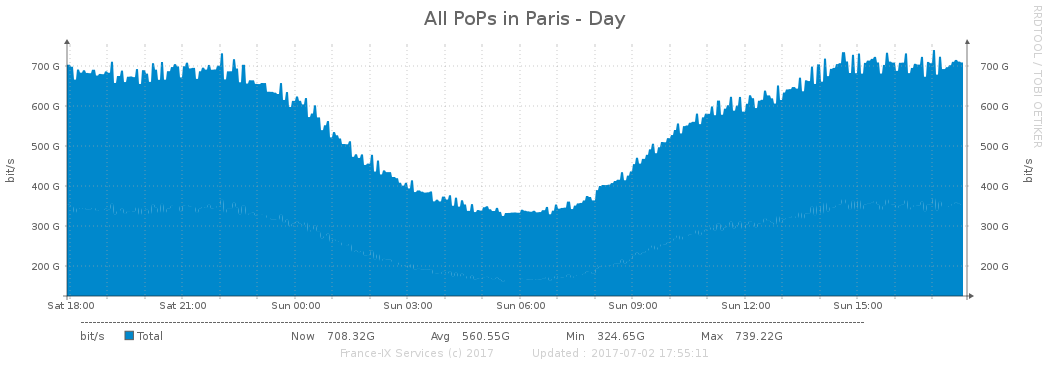 All PoPs in Paris - Day
RRDTOOL / TOBI OETIKER
bit/s
bit/s
700 G 700 G
600 G 600 G
500 G 500 G
400 G 400 G
300 G 300 G
200 G 200 G
Sat 18:00 Sat 21:00 Sun 00:00 Sun 03:00 Sun 06:00 Sun 09:00 Sun 12:00 Sun 15:00
bit/s Total Now 708.32G Avg 560.55G Min 324.65G Max 739.22G
France-IX Services (c) 2017 Updated : 2017-07-02 17:55:11